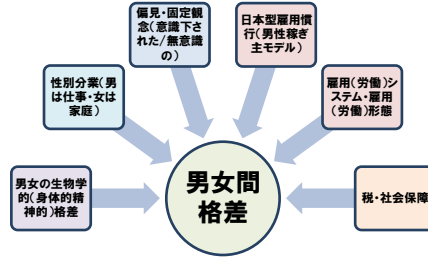 偏見・固定観
念(意識下さ
れた/無意識
の)
日本型雇用慣
行(男性稼ぎ
主モデル)
性別分業(男
は仕事・女は
家庭)
雇用(労働)シ
ステム・雇用
(労働)形態
男女の生物学
的(身体的精
神的)格差
男女間
格差
税・社会保障